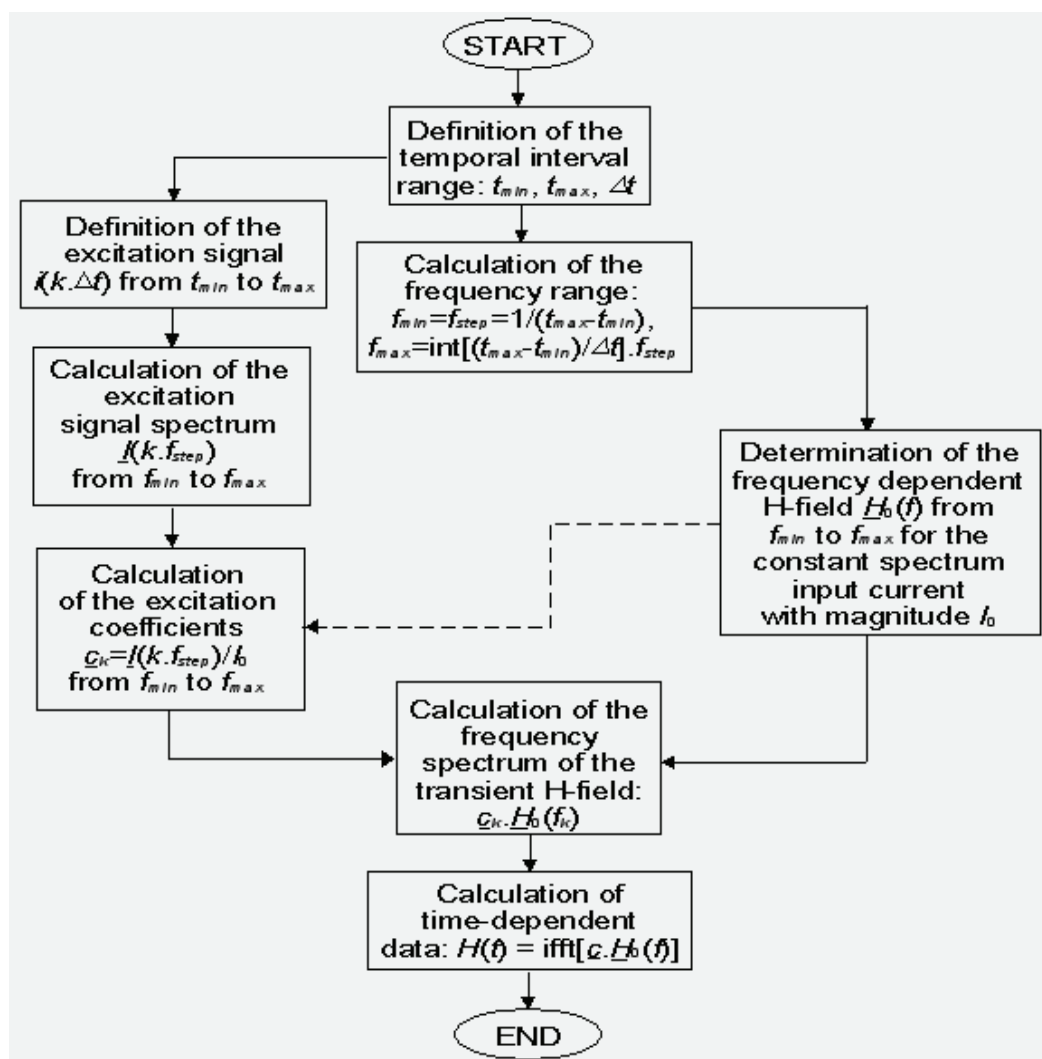 START
Definition of the
temporal interval
range: tmin, tmax, Δt
Definition of the
excitation signal
i(k.Δt) from tmin to tmax
Calculation of the
frequency range:
fmin=fstep=1/(tmax-tmin),
fmax=int[(tmax-tmin)/Δt].fstep
Calculation of the
excitation
signal spectrum
I(k.fstep)
from fmin to fmax
Determination of the
frequency dependent
H-field H0(f) from
fmin to fmax for the
constant spectrum
input current
with magnitude I0
Calculation
of the excitation
coefficients
ck=I(k.fstep)/I0
from fmin to fmax
Calculation of the
frequency
spectrum of the
transient H-field:
ck.H0(fk)
Calculation of
time-dependent
data: H(t) = ifft[c.H0(f)]
END